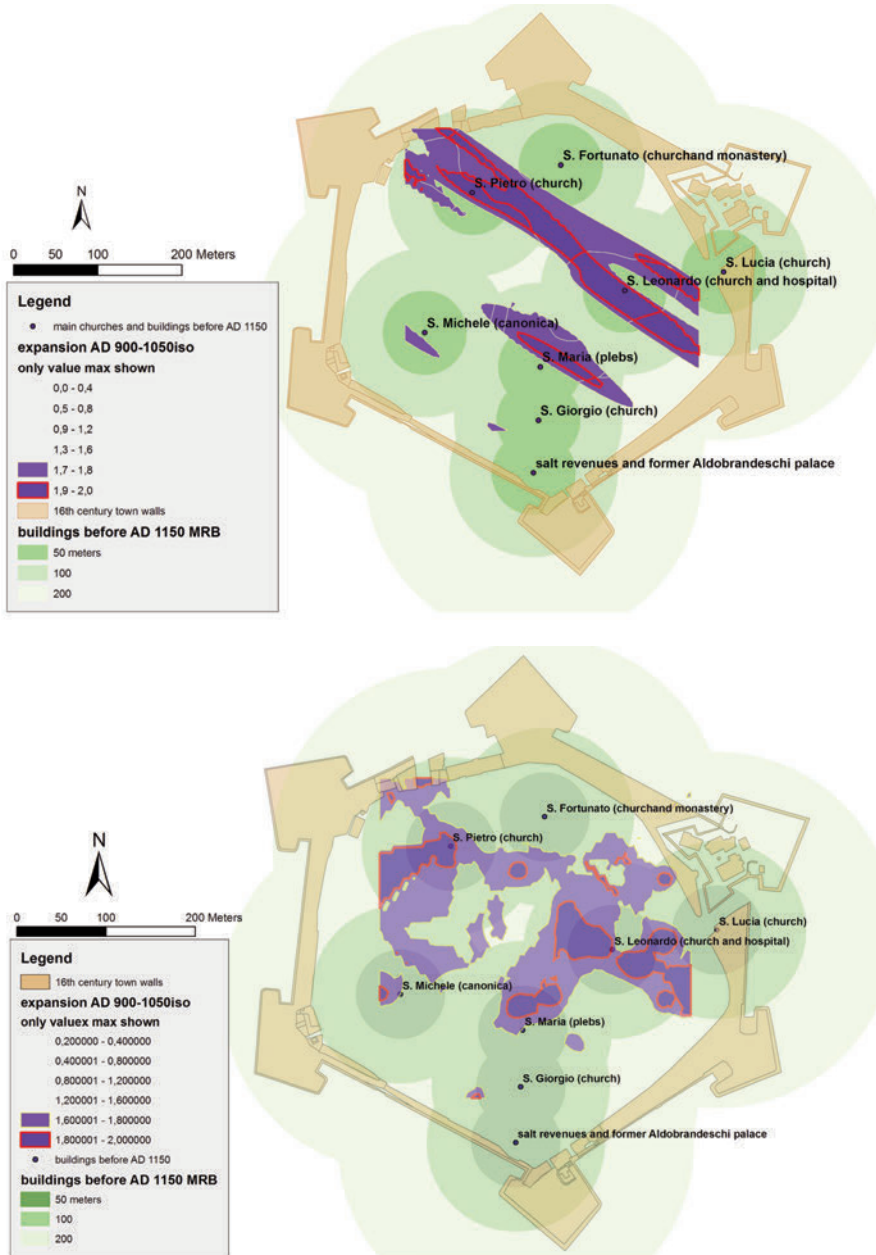 S. Fortunato (churchand monastery)
S. Pietro (church)
N
0 50 100 200 Meters
S. Lucia (church)
S. Leonardo (church and hospital)
Legend
main churches and buildings before AD 1150
expansion AD 900-1050iso
only value max shown
0,0 - 0,4
0,5 - 0,8
0,9 - 1,2
1,3 - 1,6
1,7 - 1,8
1,9 - 2,0
16th century town walls
buildings before AD 1150 MRB
50 meters
100
200
S. Michele (canonica)
S. Maria (plebs)
S. Giorgio (church)
salt revenues and former Aldobrandeschi palace
S. Fortunato (churchand monastery)
S. Pietro (church)
N
0 50 100 200 Meters
S. Lucia (church)
S. Leonardo (church and hospital)
Legend
16th century town walls
expansion AD 900-1050iso
only valuex max shown
0,200000 - 0,400000
0,400001 - 0,800000
0,800001 - 1,200000
1,200001 - 1,600000
1,600001 - 1,800000
1,800001 - 2,000000
buildings before AD 1150
buildings before AD 1150 MRB
50 meters
100
200
S. Michele (canonica)
S. Maria (plebs)
S. Giorgio (church)
salt revenues and former Aldobrandeschi palace